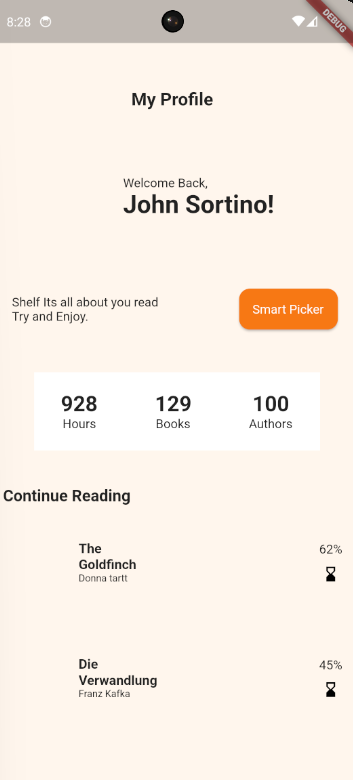 8:28
DEBUG
My Profile
Welcome Back,
John Sortino!
Shelf Its all about you read
Try and Enjoy.
Smart Picker
928 129 100
Hours Books Authors
Continue Reading
The
Goldfinch
Donna tartt
62%
Die
Verwandlung
Franz Kafka
45%